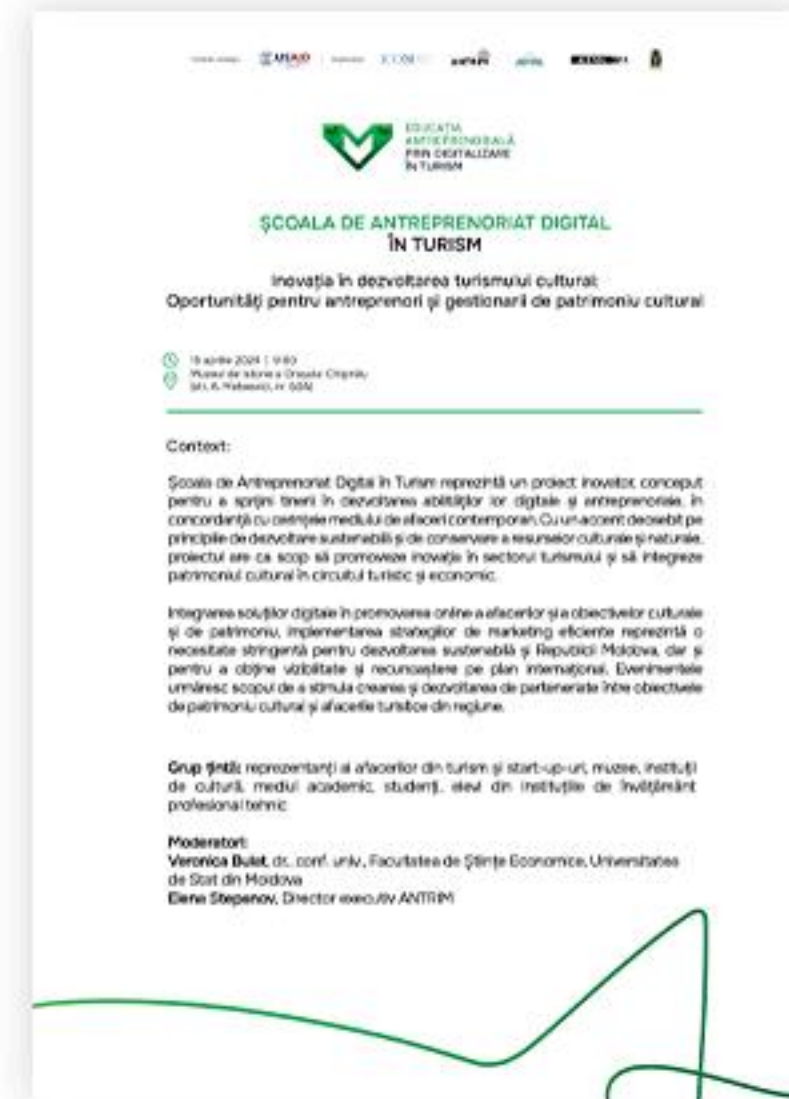 USAID
ANTRIM
EDUCAȚIA
ANTREPRENORIALĂ
PRIN DIGITALIZARE
ÎN TURISM
ȘCOALA DE ANTREPRENORIAT DIGITAL
ÎN TURISM
Inovația în dezvoltarea turismului cultural:
Oportunități pentru antreprenori și gestionarii de patrimoniu cultural
aprilie 2024
Muzeul de Istorie a Orașului Chișinău
Context:
Școala de Antreprenoriat Digital în Turism reprezintă un proiect inovator, conceput
pentru a sprijini tinerii în dezvoltarea abilităților lor digitale și antreprenoriale, în
concordanță cu cerințele mediului de afaceri contemporan. Cu un accent deosebit pe
principiile de dezvoltare sustenabilă și de conservare a resurselor culturale și naturale,
proiectul are ca scop să promoveze inovația în sectorul turismului și să integreze
patrimoniul cultural în circuitul turistic și economic.
Integrarea soluțiilor digitale în promovarea online a afacerilor și a obiectivelor culturale
și de patrimoniu, implementarea strategiilor de marketing eficiente reprezintă o
necesitate stringentă pentru dezvoltarea sustenabilă și Republicii Moldova, dar și
pentru a obține vizibilitate și recunoaștere pe plan internațional. Evenimentele
urmăresc scopul de a stimula crearea și dezvoltarea de parteneriate între obiectivele
de patrimoniu cultural și afacerile turistice din regiune.
Grup țintă: reprezentanți ai afacerilor din turism și start-up-uri, muzee, instituții
de cultură, mediul academic, studenți, elevi din instituțiile de învățământ
profesional tehnic
Moderatori:
Veronica Bulat, dr., conf. univ., Facultatea de Științe Economice, Universitatea
de Stat din Moldova
Elena Stepanov, Director executiv ANTRIM